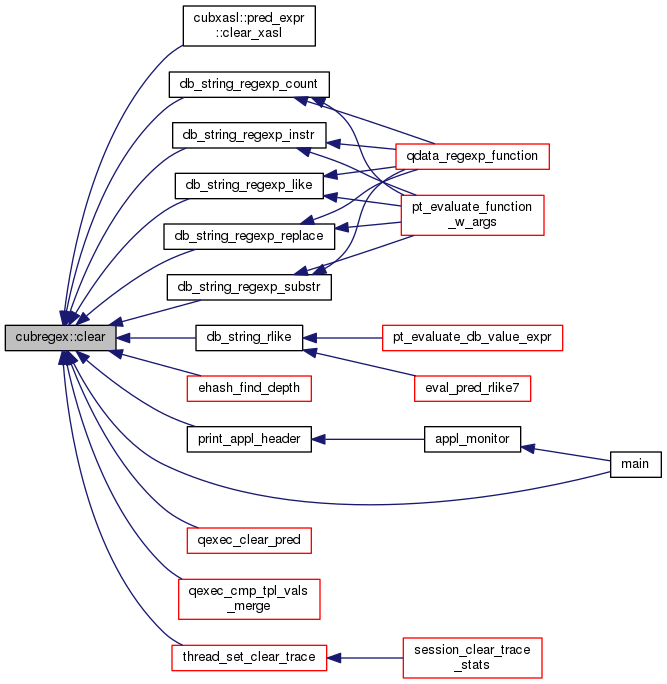 cubxasl::pred_expr
::clear_xasl
db_string_regexp_count
db_string_regexp_instr
qdata_regexp_function
db_string_regexp_like
pt_evaluate_function
_w_args
db_string_regexp_replace
db_string_regexp_substr
cubregex::clear
db_string_rlike
pt_evaluate_db_value_expr
ehash_find_depth
eval_pred_rlike7
print_appl_header
appl_monitor
main
qexec_clear_pred
qexec_cmp_tpl_vals
_merge
thread_set_clear_trace
session_clear_trace
_stats